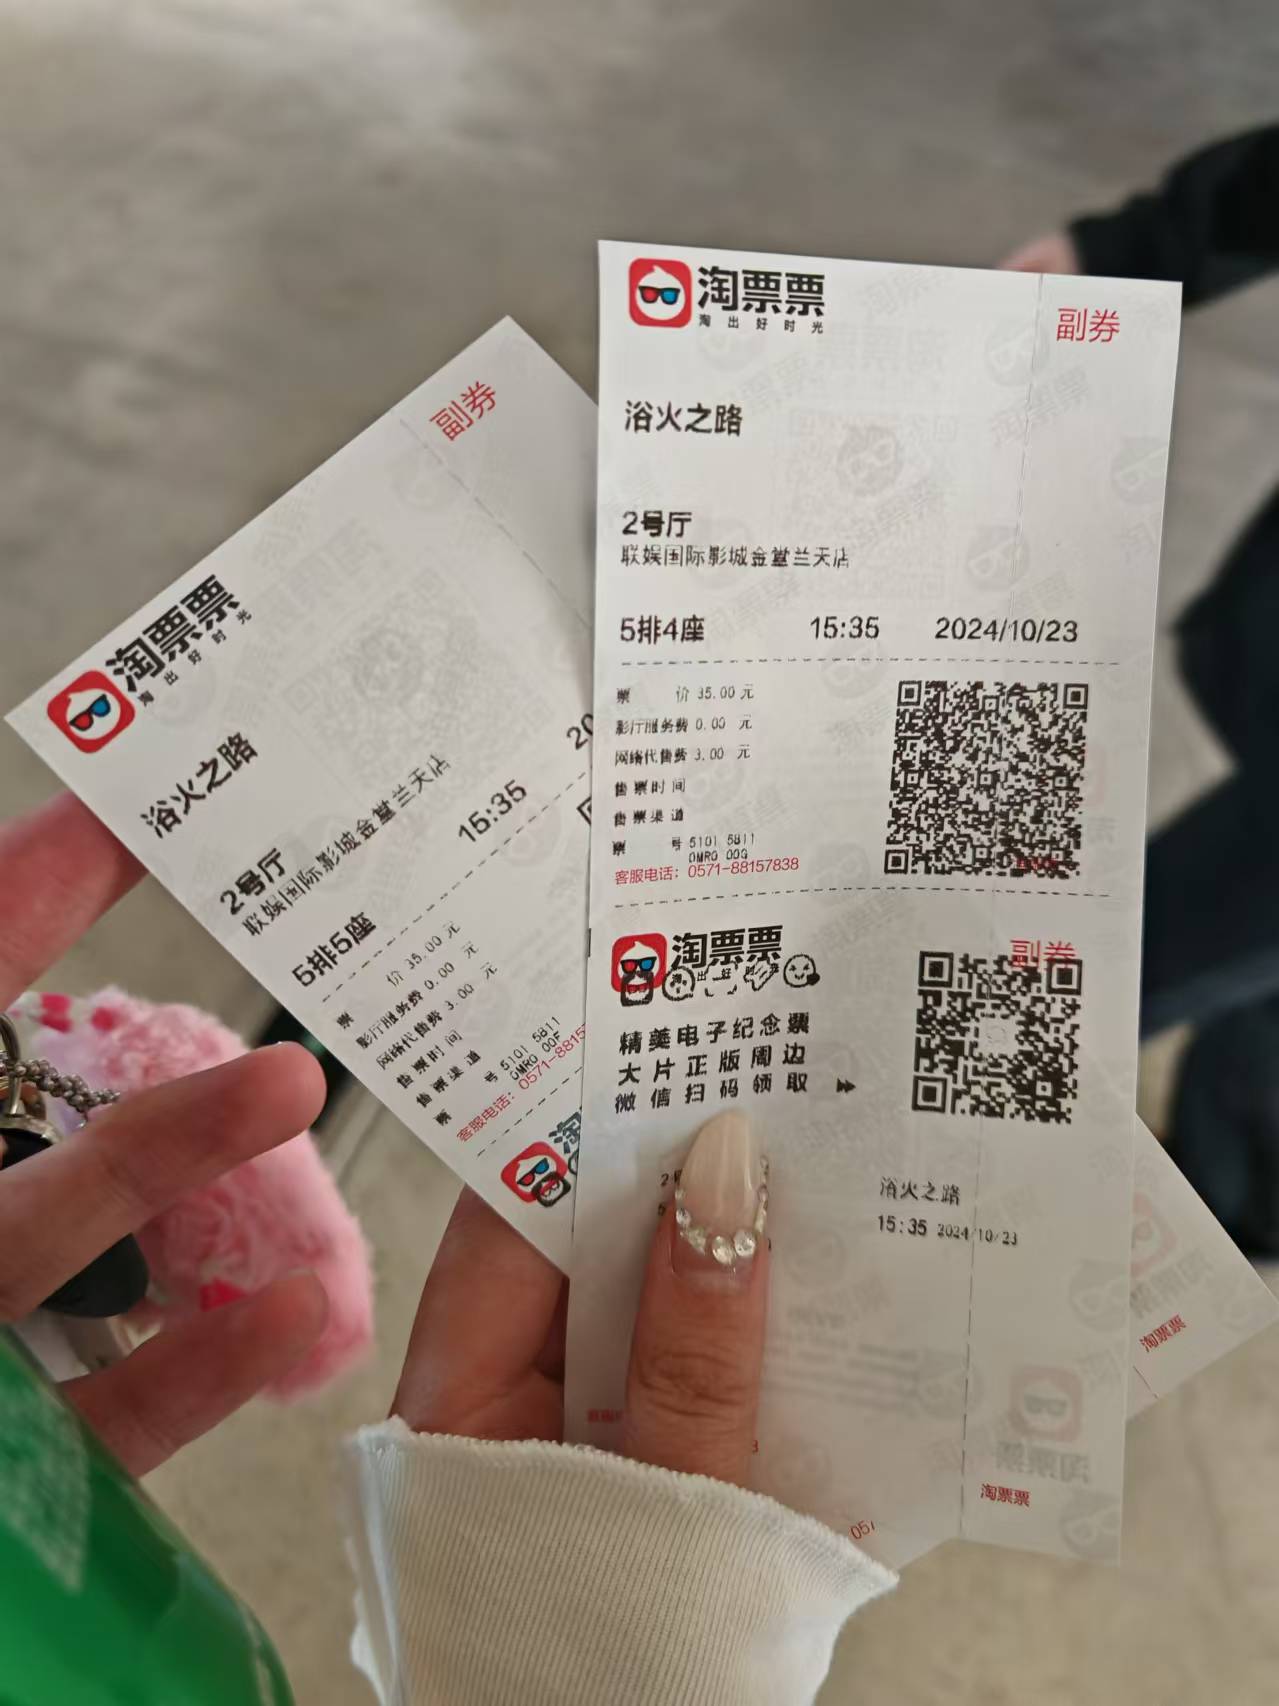 淘票票
淘出好时光
副券
浴火之路
2号厅
联娱国际影城金堂兰天店
5排4座 15:35 2024/10/23
票 价 35.00 元
影厅服务费 0.00 元
网络代售费 3.00 元
售票时间
售票渠道
票 号 5101 5811
0MRG 00G
客服电话：0571-88157838
淘票票
淘出好时光
副券
精美电子纪念票
大片正版周边
微信扫码领取
浴火之路
15:35 2024/10/23
淘票票
副券
淘票票
淘出好时光
浴火之路
2号厅
联娱国际影城金堂兰天店
5排5座 15:35 20
票 价 35.00 元
影厅服务费 0.00 元
网络代售费 3.00 元
售票时间
售票渠道
票 号 5101 5811
0MRG 00F
客服电话：0571-8815
淘
淘票票
057